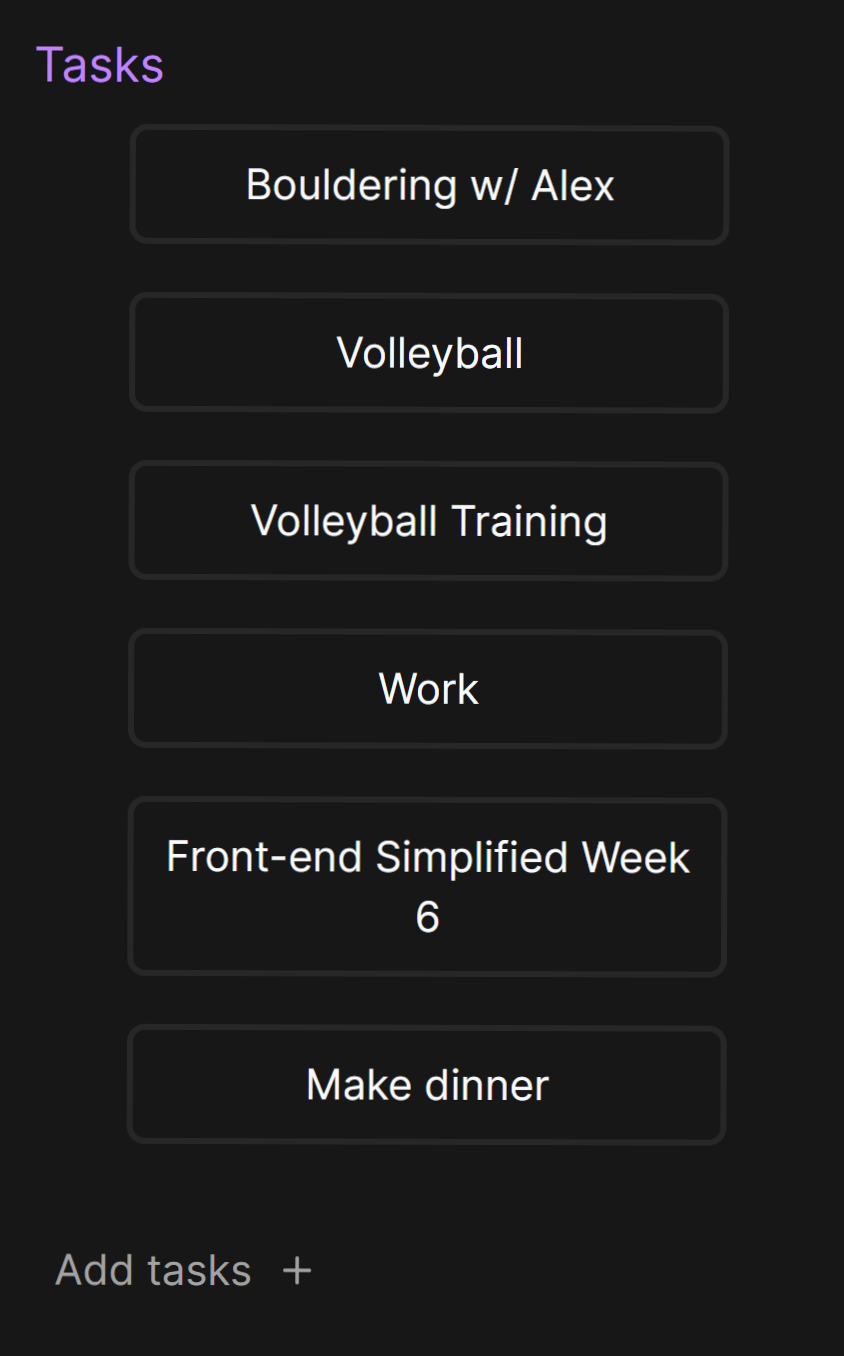 Tasks
Bouldering w/ Alex
Volleyball
Volleyball Training
Work
Front-end Simplified Week
6
Make dinner
Add tasks +